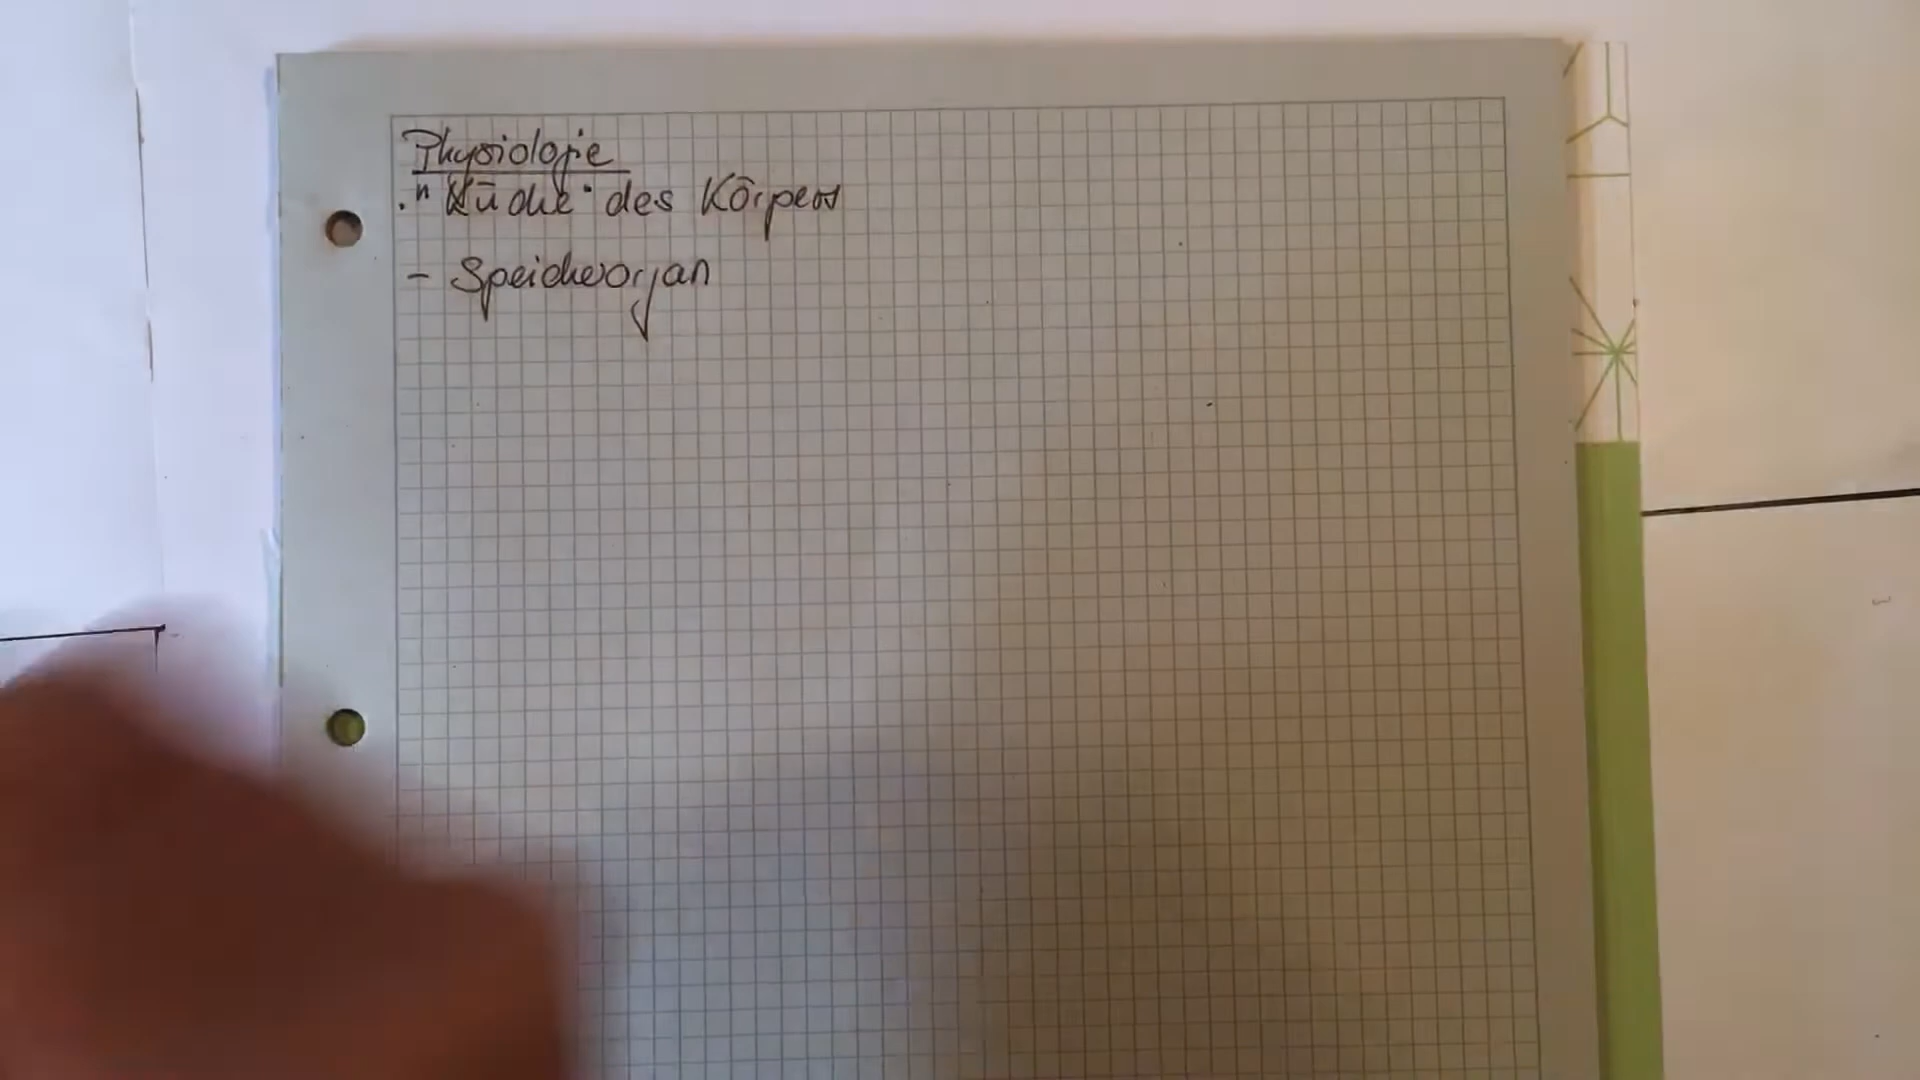 Physiologie
. "Küche" des Körpers
- Speicherorgan